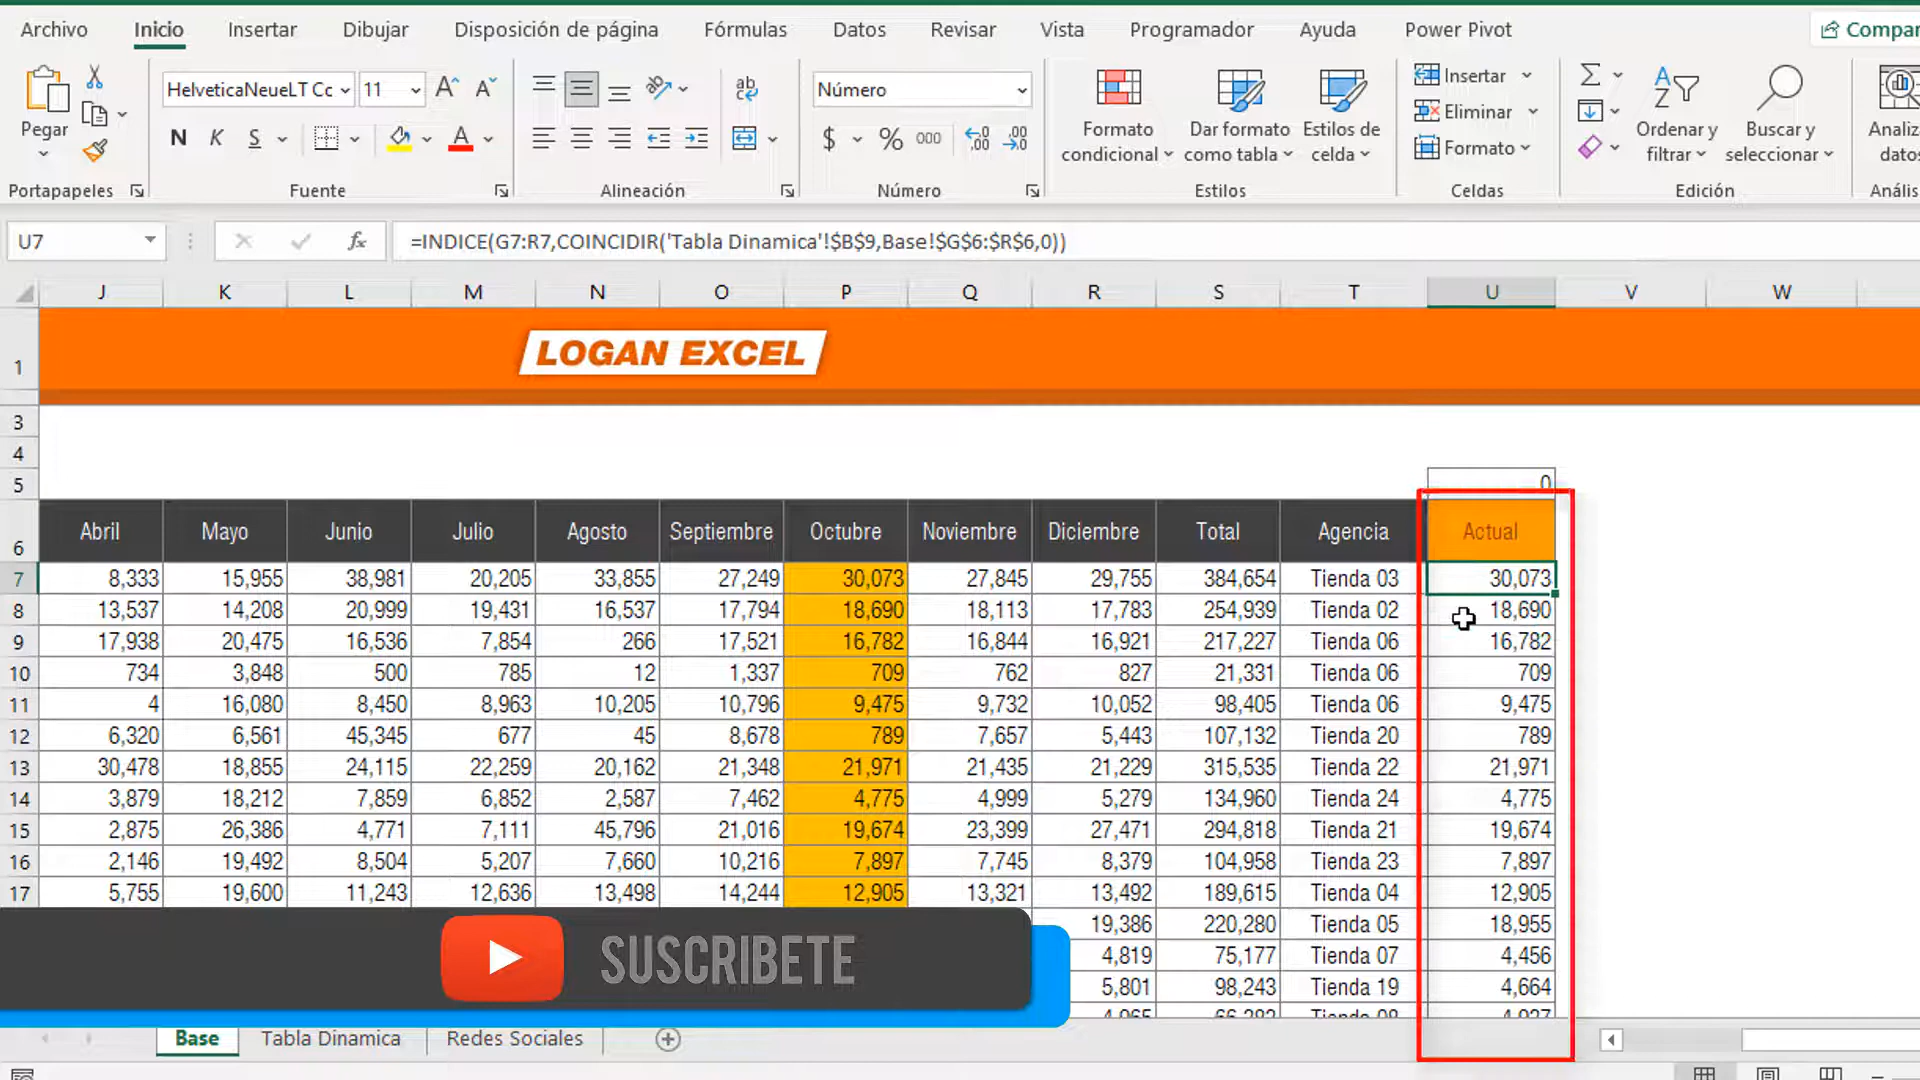 Archivo Inicio Insertar Dibujar Disposición de página Fórmulas Datos Revisar Vista Programador Ayuda Power Pivot Compar
Pegar
HelveticaNeueLT Cc 11 A A
N K S A
ab
Número
$ % 000
Formato condicional
Dar formato como tabla
Estilos de celda
Insertar
Eliminar
Formato
Ordenar y filtrar
Buscar y seleccionar
Analiz datos
Portapapeles Fuente Alineación Número Estilos Celdas Edición Anális
U7 fx =INDICE(G7:R7,COINCIDIR('Tabla Dinamica'!$B$9,Base!$G$6:$R$6,0))
J K L M N O P Q R S T U V W
1 LOGAN EXCEL
3
4
5 0
6 Abril Mayo Junio Julio Agosto Septiembre Octubre Noviembre Diciembre Total Agencia Actual
7 8,333 15,955 38,981 20,205 33,855 27,249 30,073 27,845 29,755 384,654 Tienda 03 30,073
8 13,537 14,208 20,999 19,431 16,537 17,794 18,690 18,113 17,783 254,939 Tienda 02 18,690
9 17,938 20,475 16,536 7,854 266 17,521 16,782 16,844 16,921 217,227 Tienda 06 16,782
10 734 3,848 500 785 12 1,337 709 762 827 21,331 Tienda 06 709
11 4 16,080 8,450 8,963 10,205 10,796 9,475 9,732 10,052 98,405 Tienda 06 9,475
12 6,320 6,561 45,345 677 45 8,678 789 7,657 5,443 107,132 Tienda 20 789
13 30,478 18,855 24,115 22,259 20,162 21,348 21,971 21,435 21,229 315,535 Tienda 22 21,971
14 3,879 18,212 7,859 6,852 2,587 7,462 4,775 4,999 5,279 134,960 Tienda 24 4,775
15 2,875 26,386 4,771 7,111 45,796 21,016 19,674 23,399 27,471 294,818 Tienda 21 19,674
16 2,146 19,492 8,504 5,207 7,660 10,216 7,897 7,745 8,379 104,958 Tienda 23 7,897
17 5,755 19,600 11,243 12,636 13,498 14,244 12,905 13,321 13,492 189,615 Tienda 04 12,905
19,386 220,280 Tienda 05 18,955
4,819 75,177 Tienda 07 4,456
5,801 98,243 Tienda 19 4,664
SUSCRIBETE
Base Tabla Dinamica Redes Sociales